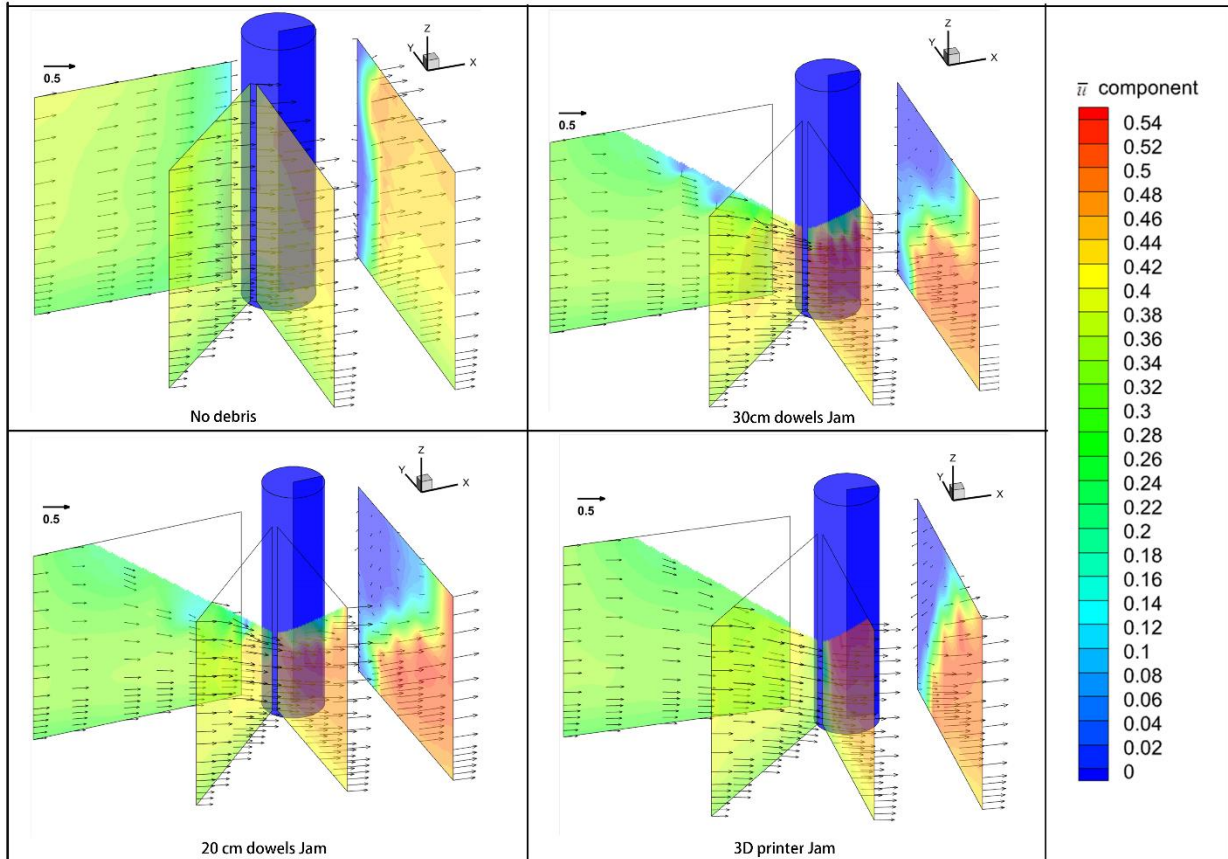 0.5
Z
Y
X
No debris
0.5
Z
Y
X
30cm dowels Jam
0.5
Z
Y
X
20 cm dowels Jam
0.5
Z
Y
X
3D printer Jam
u̅ component
0.54
0.52
0.5
0.48
0.46
0.44
0.42
0.4
0.38
0.36
0.34
0.32
0.3
0.28
0.26
0.24
0.22
0.2
0.18
0.16
0.14
0.12
0.1
0.08
0.06
0.04
0.02
0